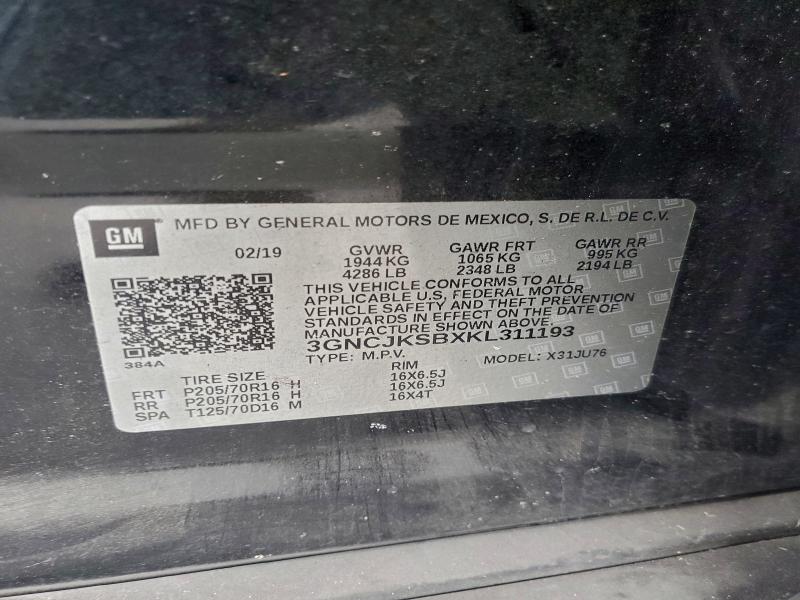 GM MFD BY GENERAL MOTORS DE MEXICO, S. DE R.L. DE C.V.
02/19 GVWR GAWR FRT GAWR RR
1944 KG 1065 KG 995 KG
4286 LB 2348 LB 2194 LB
THIS VEHICLE CONFORMS TO ALL
APPLICABLE U.S. FEDERAL MOTOR
VEHICLE SAFETY AND THEFT PREVENTION
STANDARDS IN EFFECT ON THE DATE OF
MANUFACTURE SHOWN ABOVE.
384A 3GNCJKSBXKL311193
TYPE: M.P.V. MODEL: X31JU76
TIRE SIZE RIM
FRT P205/70R16 H 16X6.5J
RR P205/70R16 H 16X6.5J
SPA T125/70D16 M 16X4T